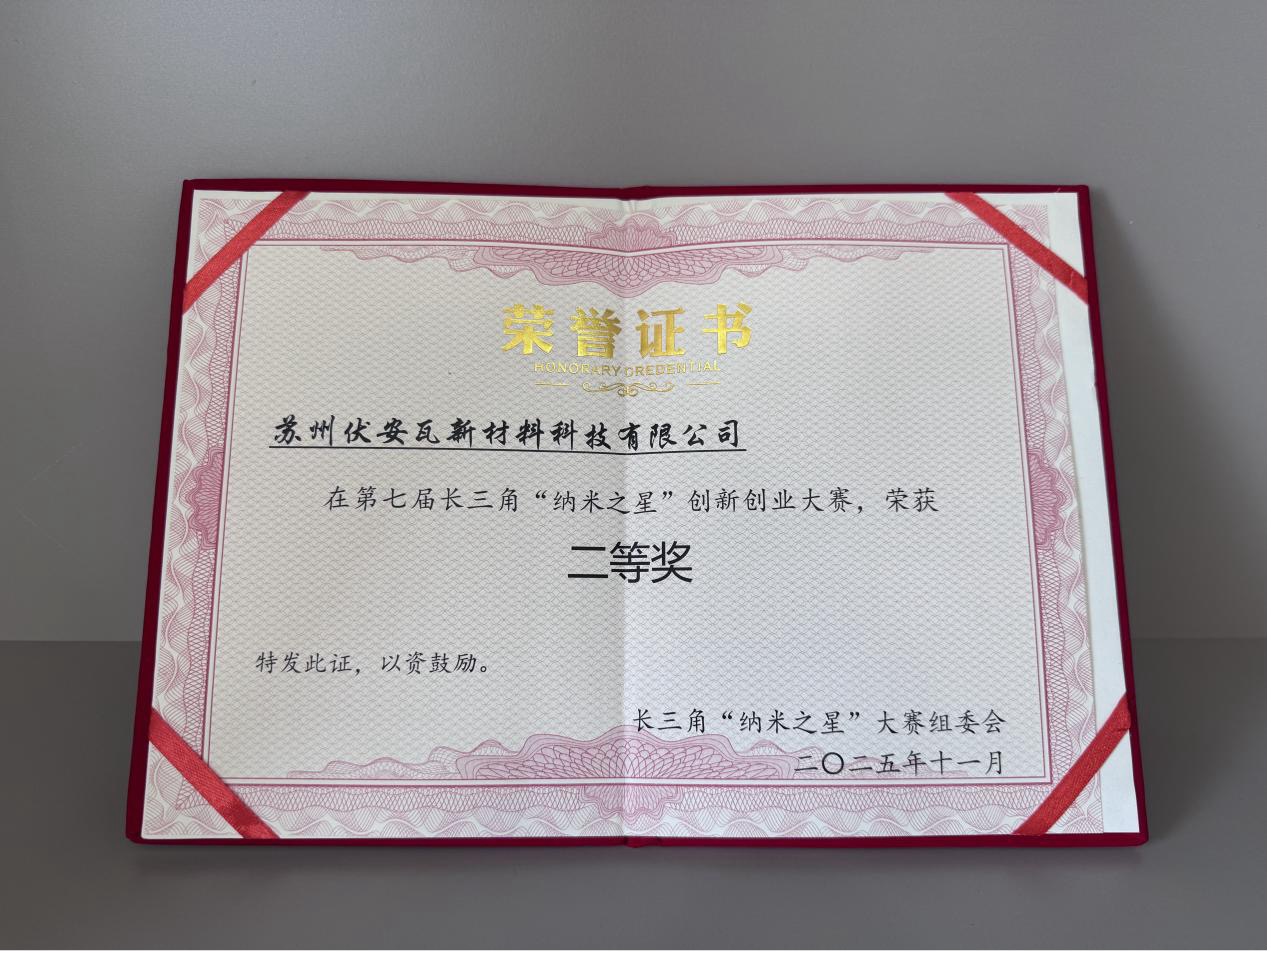 荣誉证书
HONORARY CREDENTIAL
苏州伏安瓦新材料科技有限公司
在第七届长三角“纳米之星”创新创业大赛，荣获
二等奖
特发此证，以资鼓励。
长三角“纳米之星”大赛组委会
二〇二五年十一月